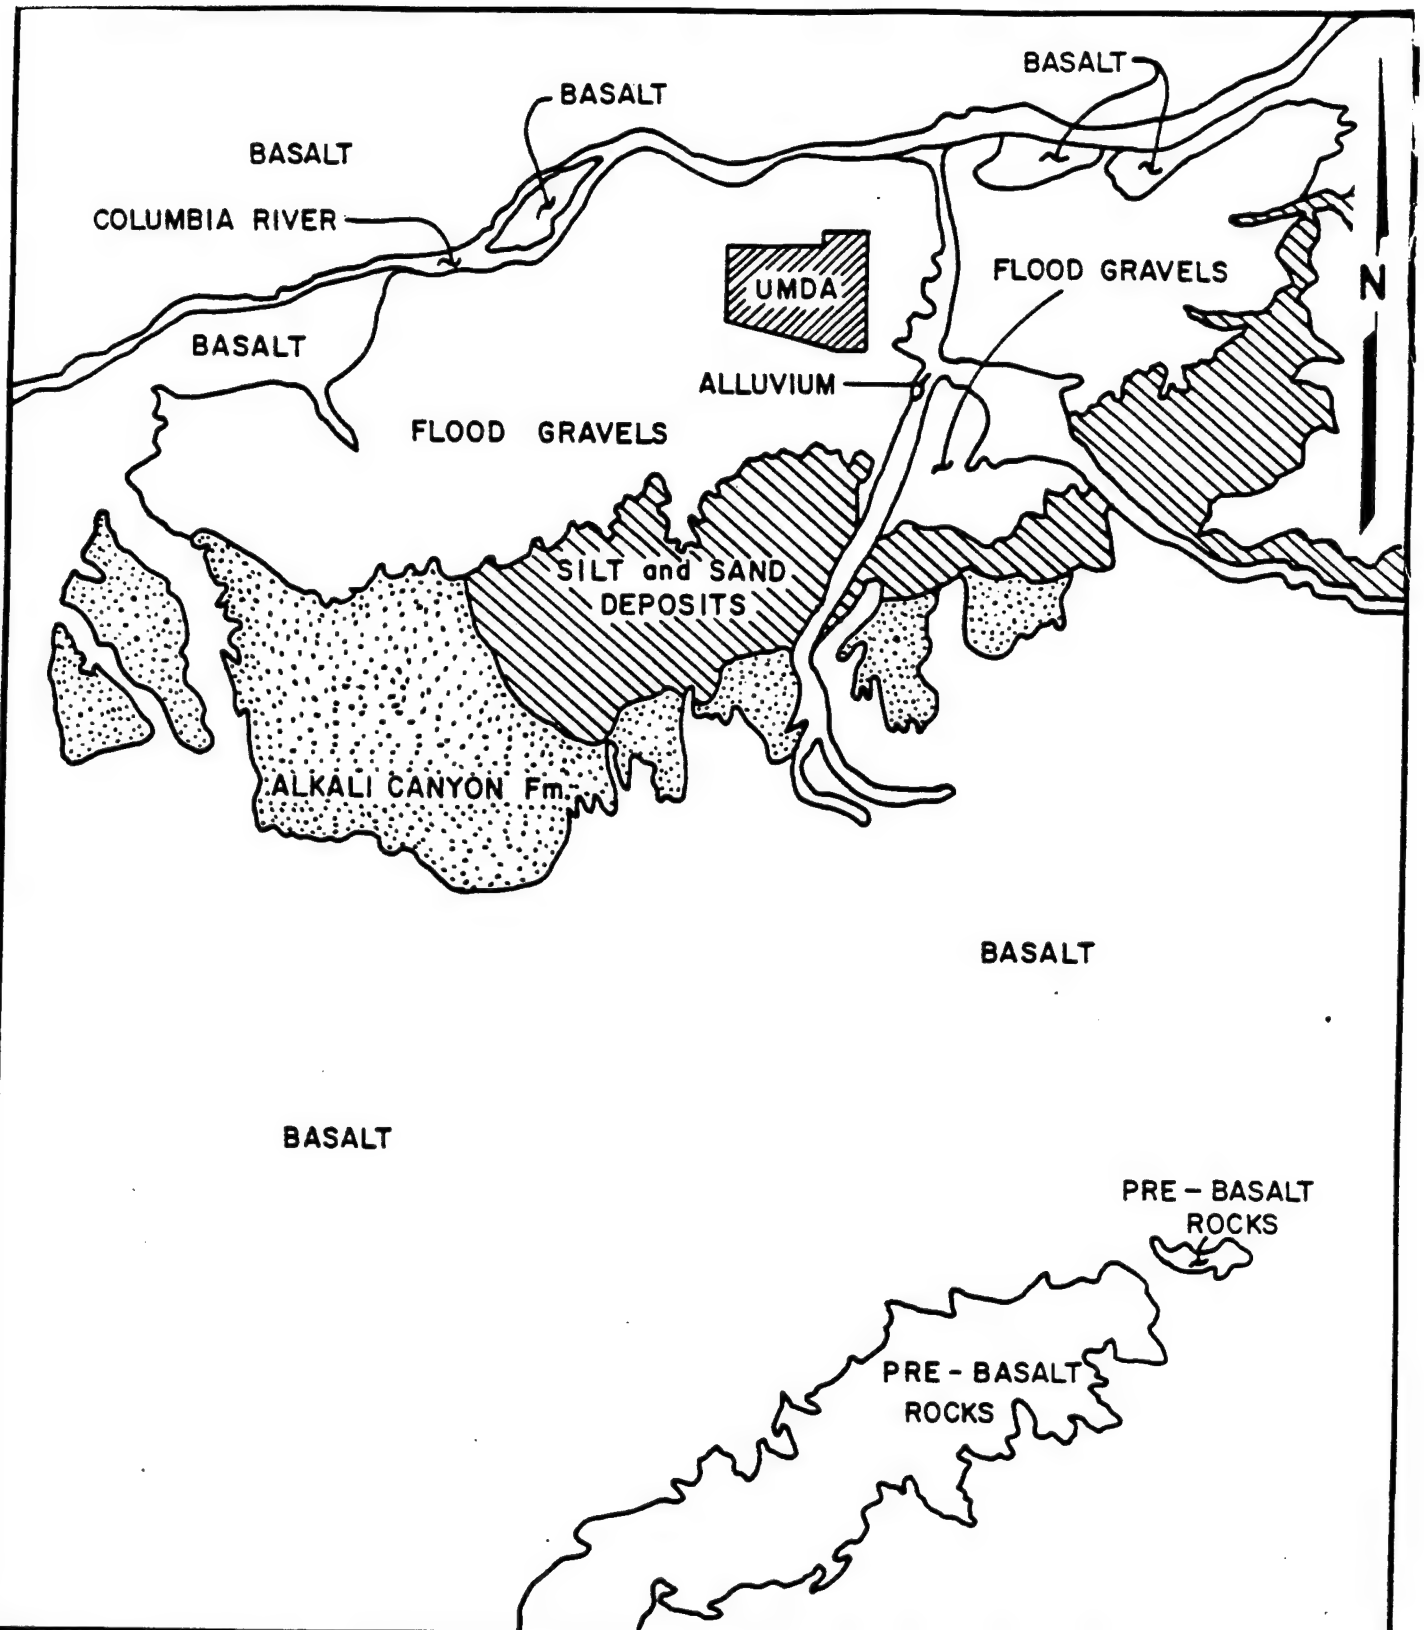 BASALT
BASALT
BASALT
COLUMBIA RIVER
FLOOD GRAVELS
UMDA
N
BASALT
ALLUVIUM
FLOOD GRAVELS
SILT and SAND
DEPOSITS
ALKALI CANYON Fm.
BASALT
BASALT
PRE-BASALT
ROCKS
PRE-BASALT
ROCKS